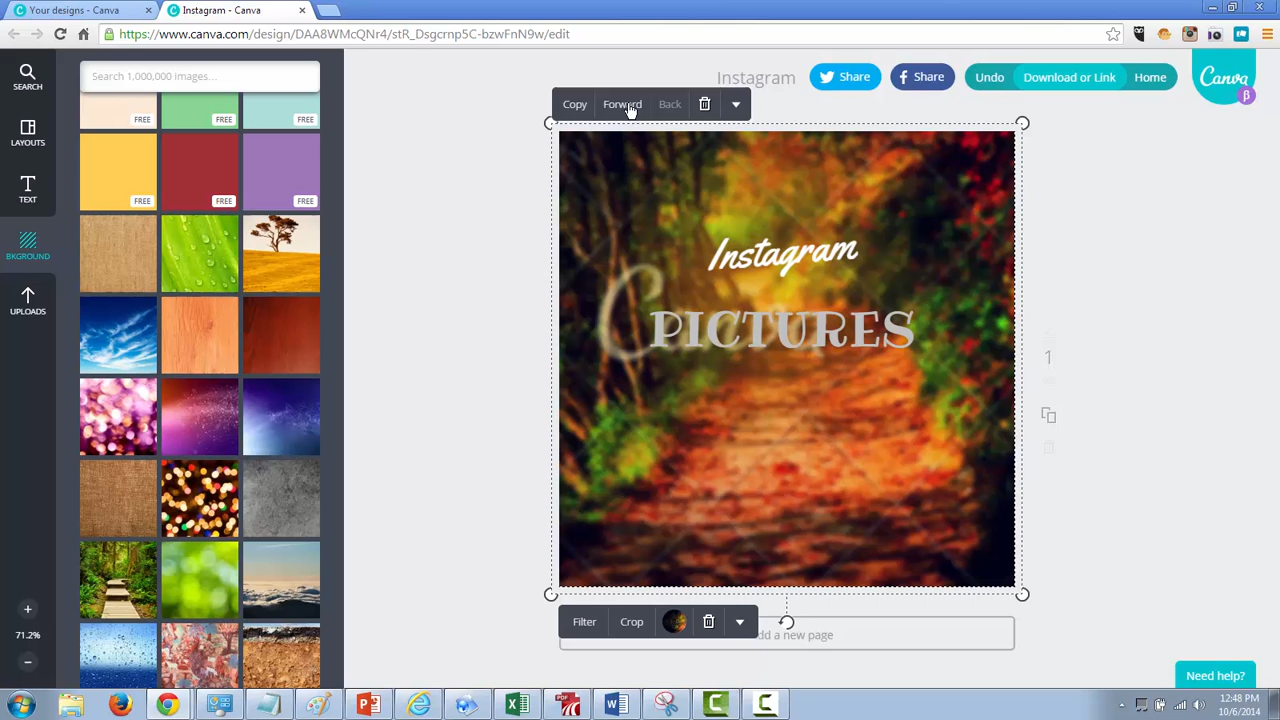 Your designs - Canva
Instagram - Canva
https://www.canva.com/design/DAA8WMcQNr4/stR_Dsgcrnp5C-bzwFnN9w/edit
SEARCH
LAYOUTS
TEXT
BKGROUND
UPLOADS
71.2%
Search 1,000,000 images...
FREE FREE FREE
FREE FREE FREE
Instagram
Share
Share
Undo
Download or Link
Home
Canva
β
Copy
Forward
Back
Instagram
C
PICTURES
1
Filter
Crop
add a new page
Need help?
12:48 PM
10/6/2014